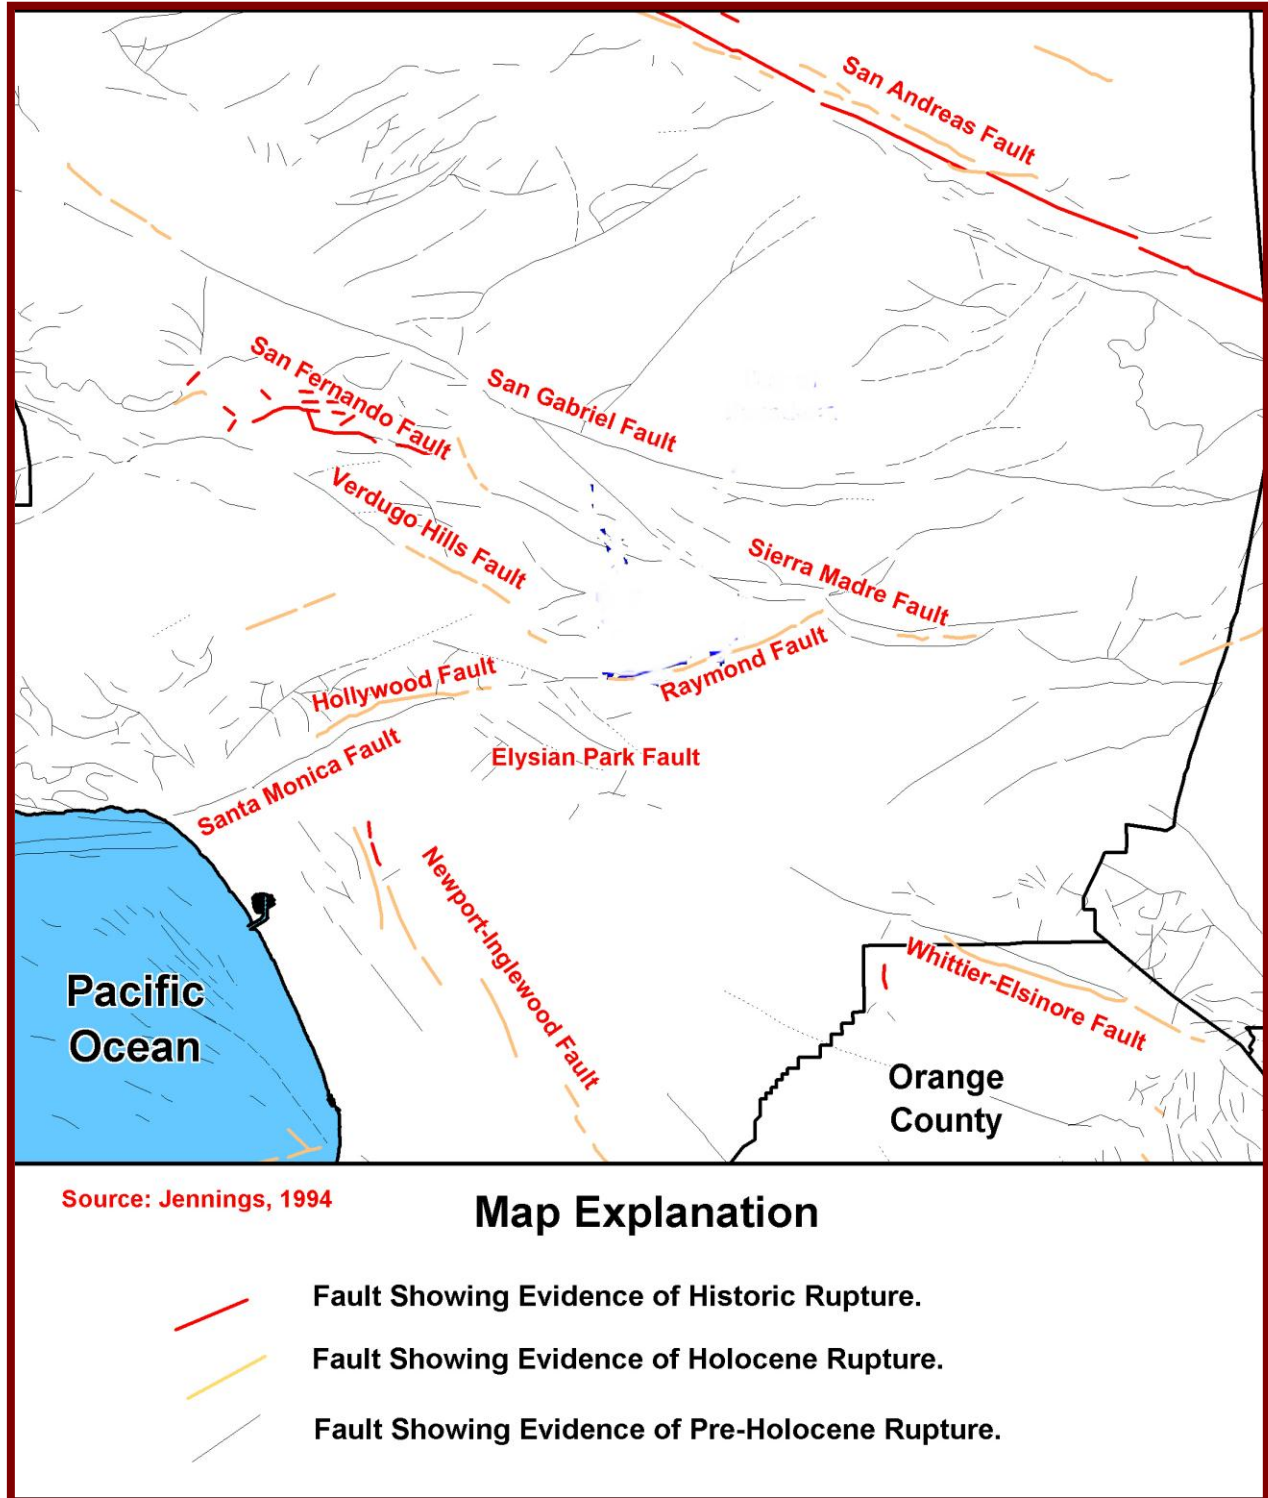 San Andreas Fault
San Fernando Fault
San Gabriel Fault
Verdugo Hills Fault
Sierra Madre Fault
Raymond Fault
Hollywood Fault
Santa Monica Fault
Elysian Park Fault
Newport-Inglewood Fault
Whittier-Elsinore Fault
Pacific
Ocean
Orange
County
Source: Jennings, 1994
Map Explanation
Fault Showing Evidence of Historic Rupture.
Fault Showing Evidence of Holocene Rupture.
Fault Showing Evidence of Pre-Holocene Rupture.